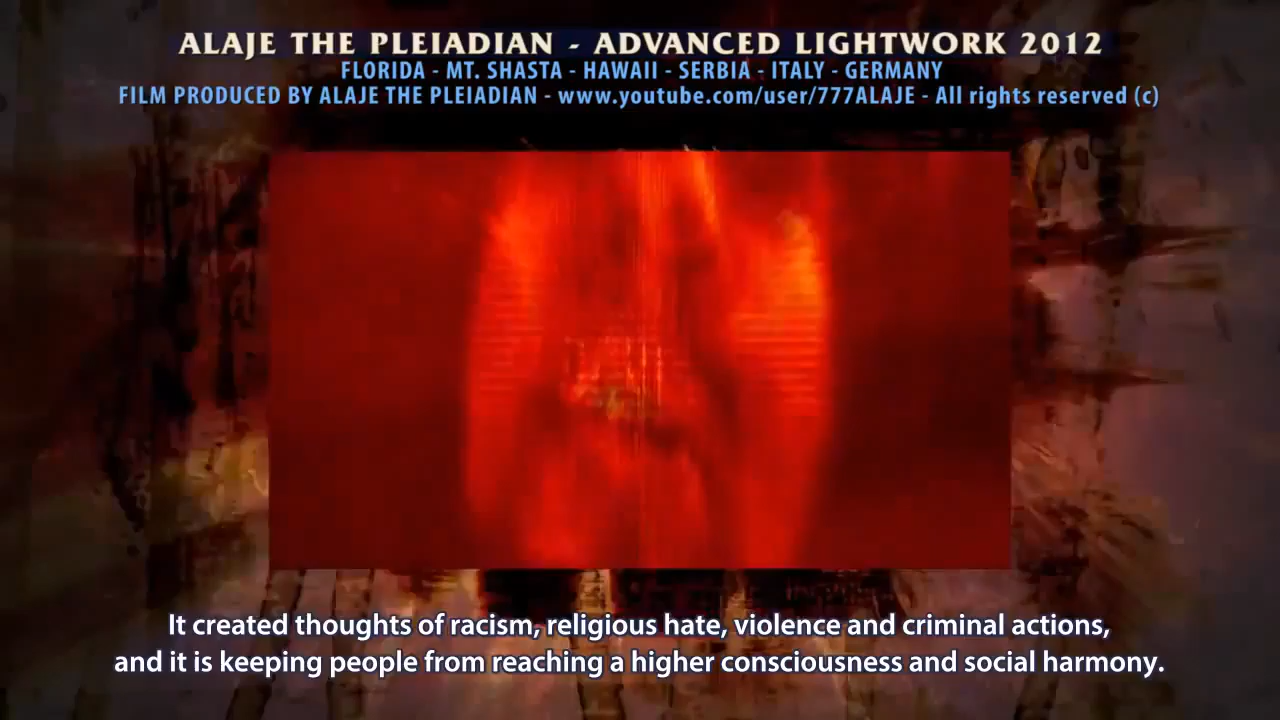 ALAJE THE PLEIADIAN - ADVANCED LIGHTWORK 2012
FLORIDA - MT. SHASTA - HAWAII - SERBIA - ITALY - GERMANY
FILM PRODUCED BY ALAJE THE PLEIADIAN - www.youtube.com/user/777ALAJE - All rights reserved (c)
It created thoughts of racism, religious hate, violence and criminal actions,
and it is keeping people from reaching a higher consciousness and social harmony.